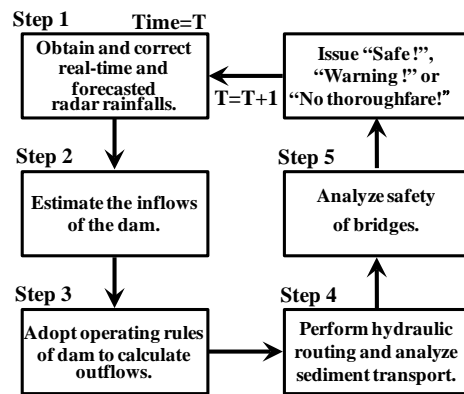 Step 1
Time=T
Obtain and correct
real-time and
forecasted
radar rainfalls.
Step 2
Estimate the inflows
of the dam.
Step 3
Adopt operating rules
of dam to calculate
outflows.
Step 4
Perform hydraulic
routing and analyze
sediment transport.
Step 5
Analyze safety
of bridges.
Issue “Safe!”,
“Warning!” or
“No thoroughfare!”
T=T+1